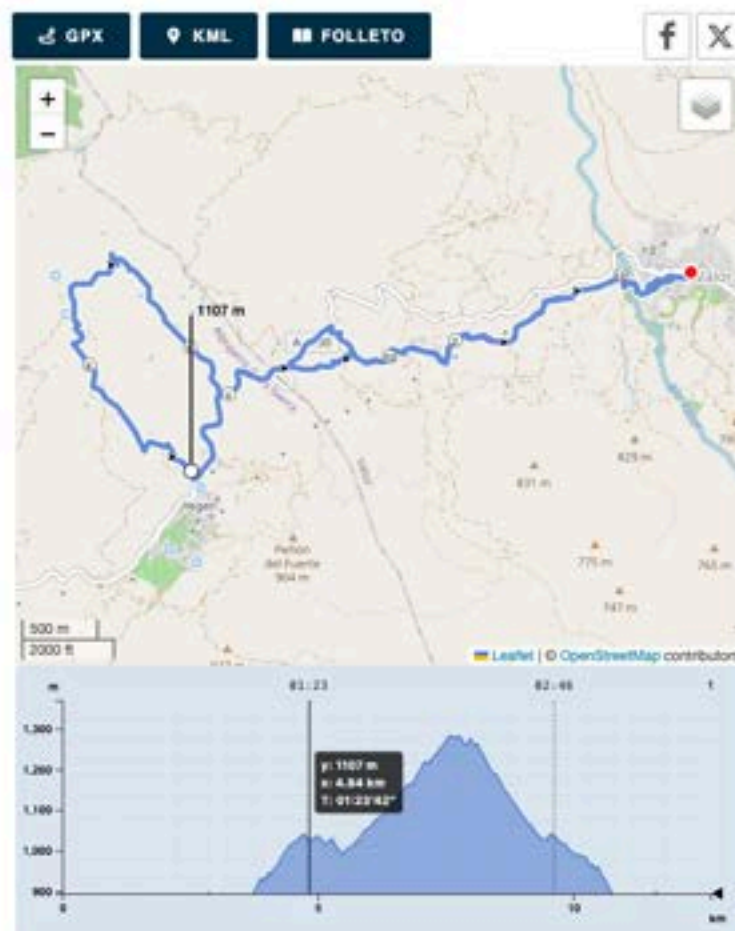 GPX
KML
FOLLETO
+
−
1107 m
831 m
829 m
775 m
765 m
747 m
Peñón
del Fuerte
904 m
500 m
2000 ft
Leaflet | © OpenStreetMap contributors
m
01:23
02:46
t
1,300
1,200
1,100
1,000
900
y: 1107 m
x: 4.84 km
T: 01:23'42"
0
5
10
km